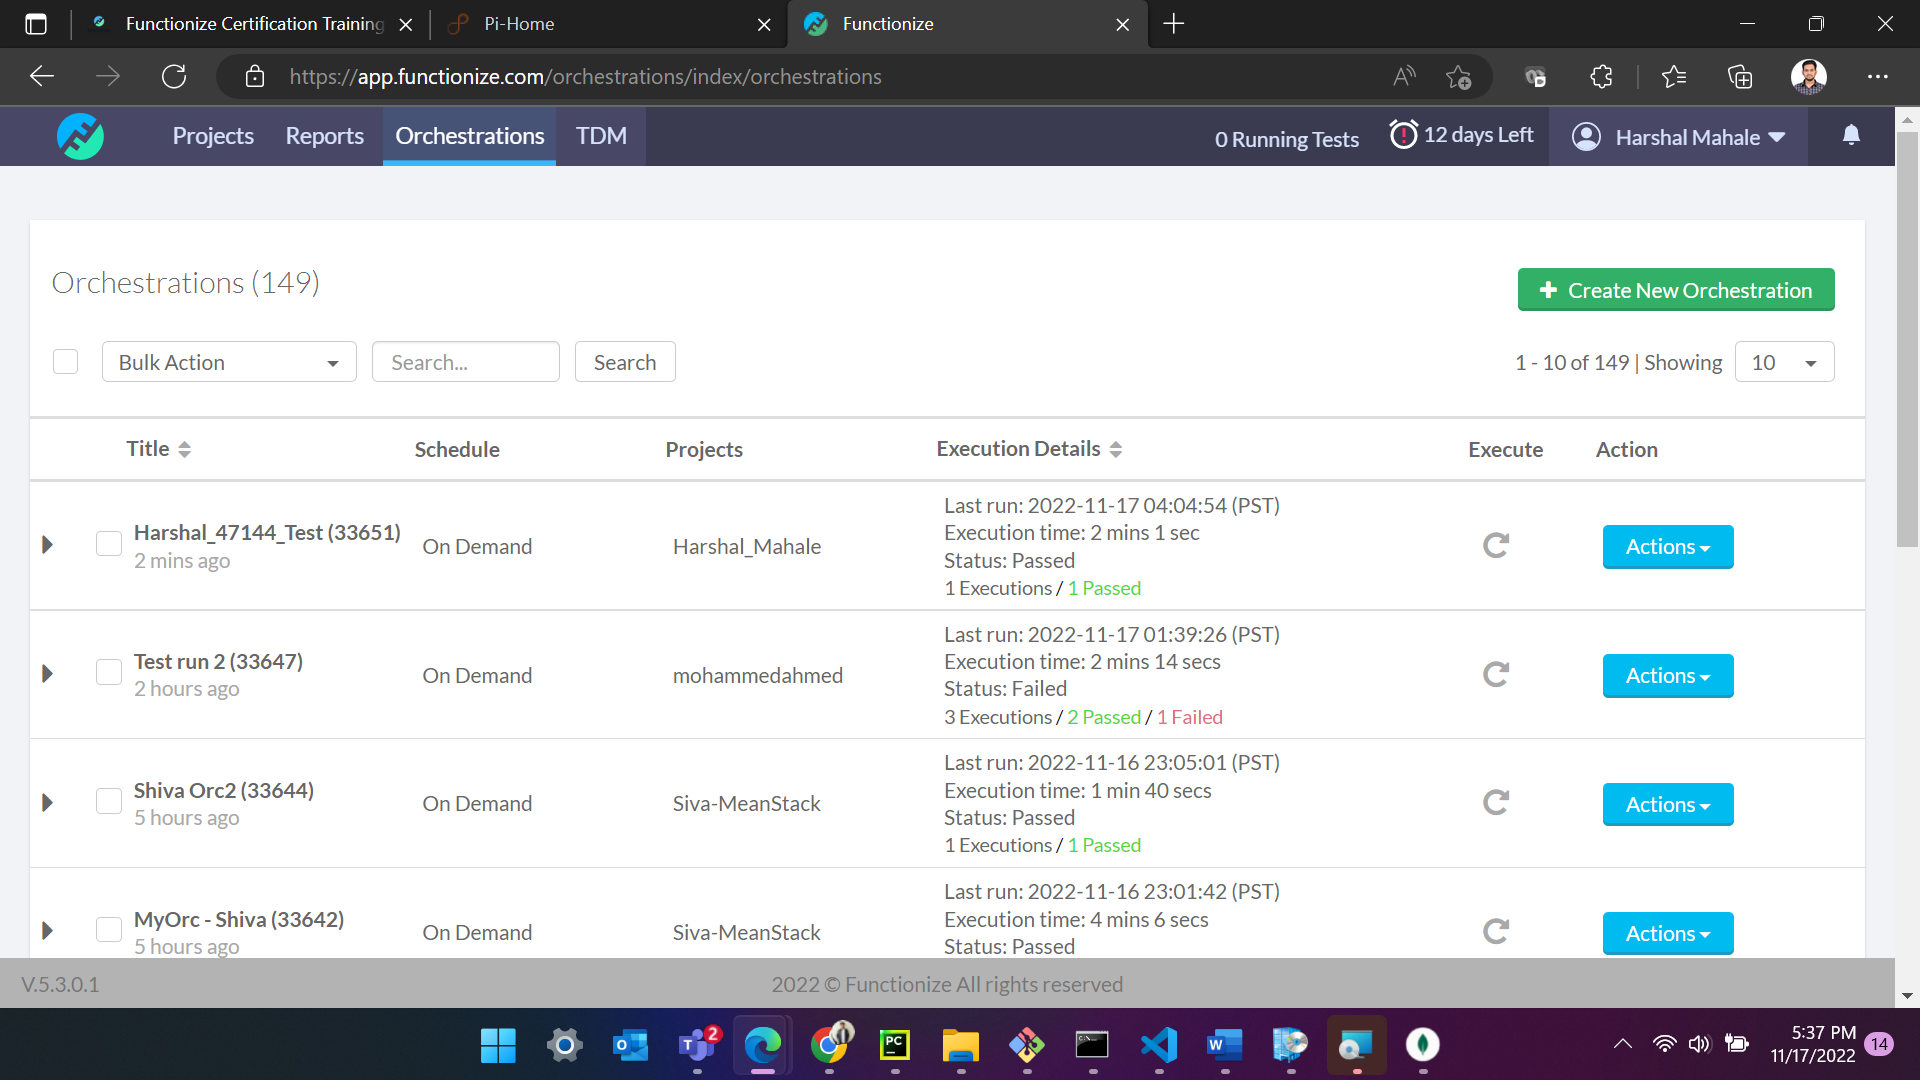 Functionize Certification Training
Pi-Home
Functionize
https://app.functionize.com/orchestrations/index/orchestrations
Projects
Reports
Orchestrations
TDM
0 Running Tests
12 days Left
Harshal Mahale
Orchestrations (149)
Create New Orchestration
Bulk Action
Search...
Search
1 - 10 of 149 | Showing
10
Title
Schedule
Projects
Execution Details
Execute
Action
Harshal_47144_Test (33651)
2 mins ago
On Demand
Harshal_Mahale
Last run: 2022-11-17 04:04:54 (PST)
Execution time: 2 mins 1 sec
Status: Passed
1 Executions / 1 Passed
Actions
Test run 2 (33647)
2 hours ago
On Demand
mohammedahmed
Last run: 2022-11-17 01:39:26 (PST)
Execution time: 2 mins 14 secs
Status: Failed
3 Executions / 2 Passed / 1 Failed
Actions
Shiva Orc2 (33644)
5 hours ago
On Demand
Siva-MeanStack
Last run: 2022-11-16 23:05:01 (PST)
Execution time: 1 min 40 secs
Status: Passed
1 Executions / 1 Passed
Actions
MyOrc - Shiva (33642)
5 hours ago
On Demand
Siva-MeanStack
Last run: 2022-11-16 23:01:42 (PST)
Execution time: 4 mins 6 secs
Status: Passed
Actions
V.5.3.0.1
2022 © Functionize All rights reserved
2
PC
5:37 PM
11/17/2022
14